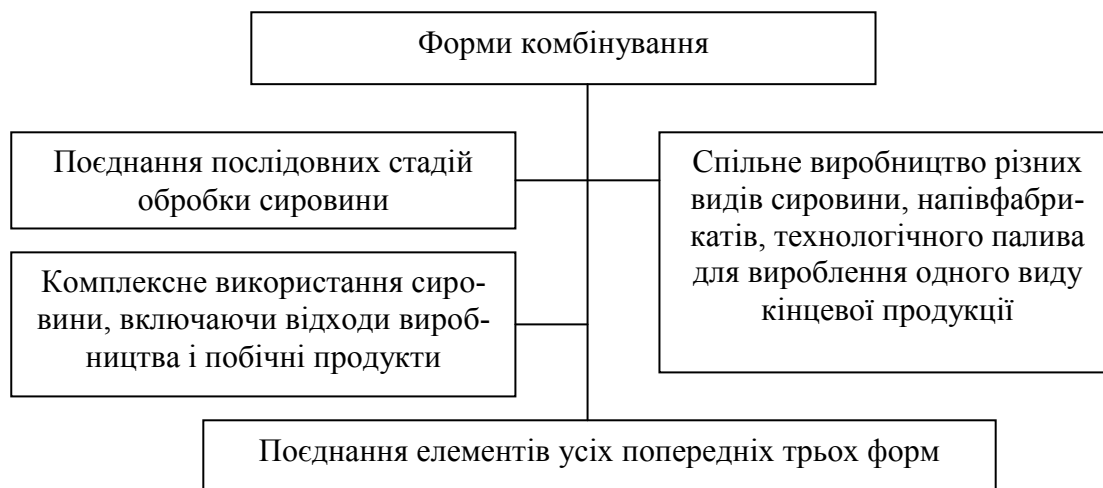 Форми комбінування
Поєднання послідовних стадій
обробки сировини
Комплексне використання сиро-
вини, включаючи відходи вироб-
ництва і побічні продукти
Спільне виробництво різних
видів сировини, напівфабри-
катів, технологічного палива
для вироблення одного виду
кінцевої продукції
Поєднання елементів усіх попередніх трьох форм